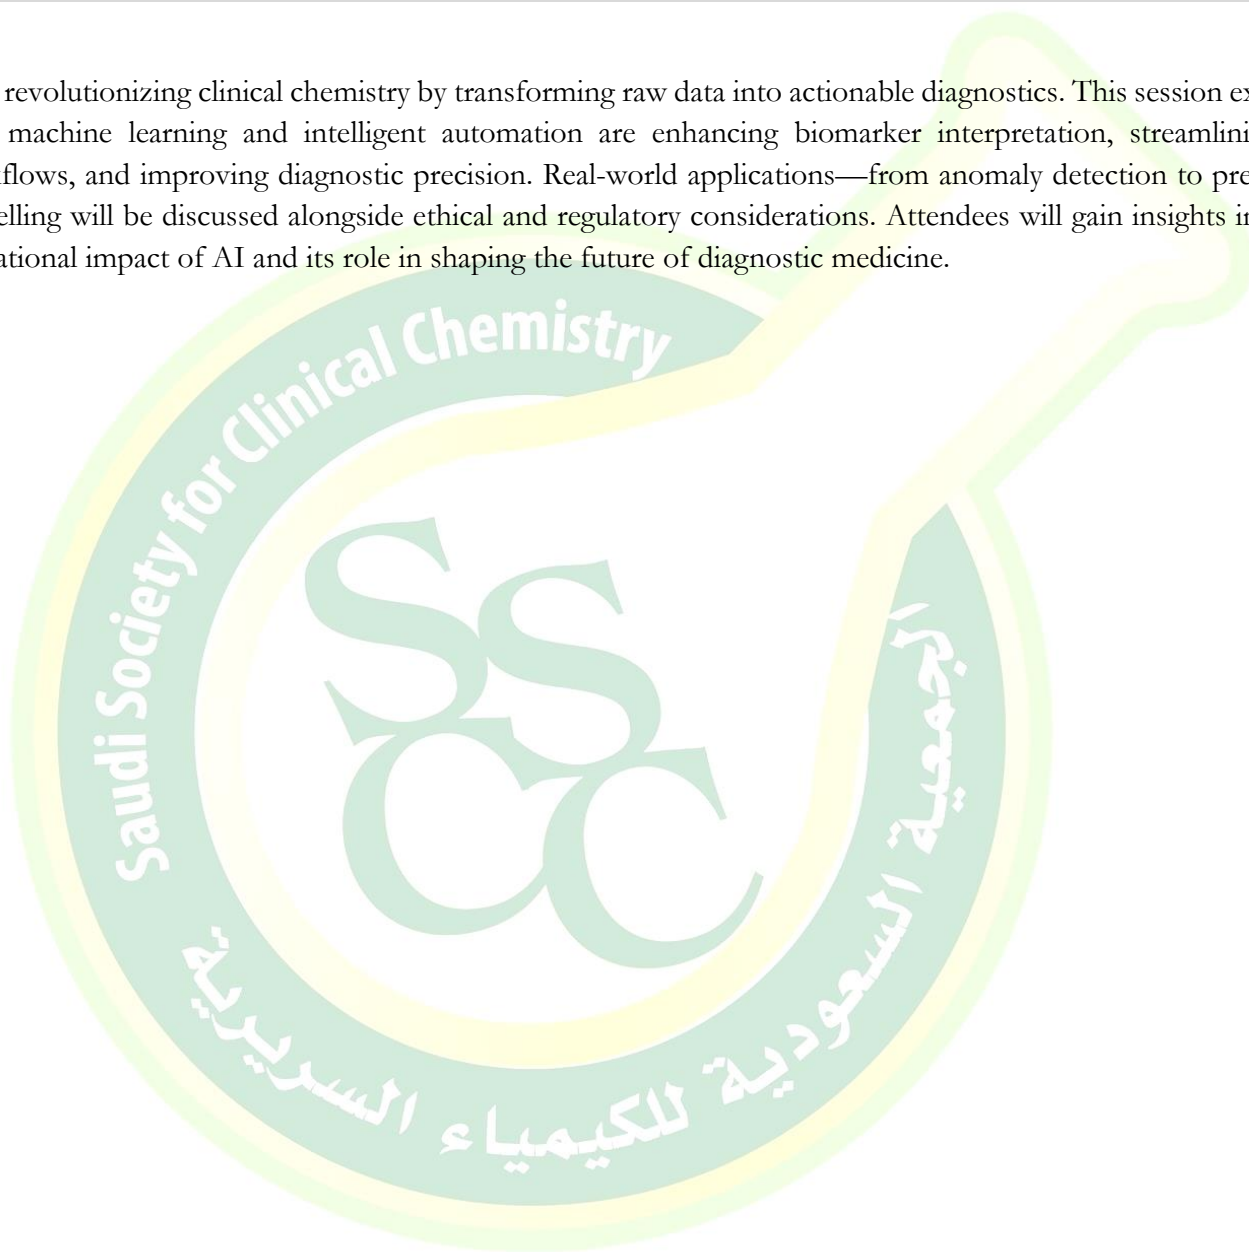 revolutionizing clinical chemistry by transforming raw data into actionable diagnostics. This session ex
machine learning and intelligent automation are enhancing biomarker interpretation, streamlini
flows, and improving diagnostic precision. Real-world applications—from anomaly detection to pre
elling will be discussed alongside ethical and regulatory considerations. Attendees will gain insights in
ational impact of AI and its role in shaping the future of diagnostic medicine.
Saudi Society for Clinical Chemistry
SS
CC
الجمعية السعودية للكيمياء السريرية